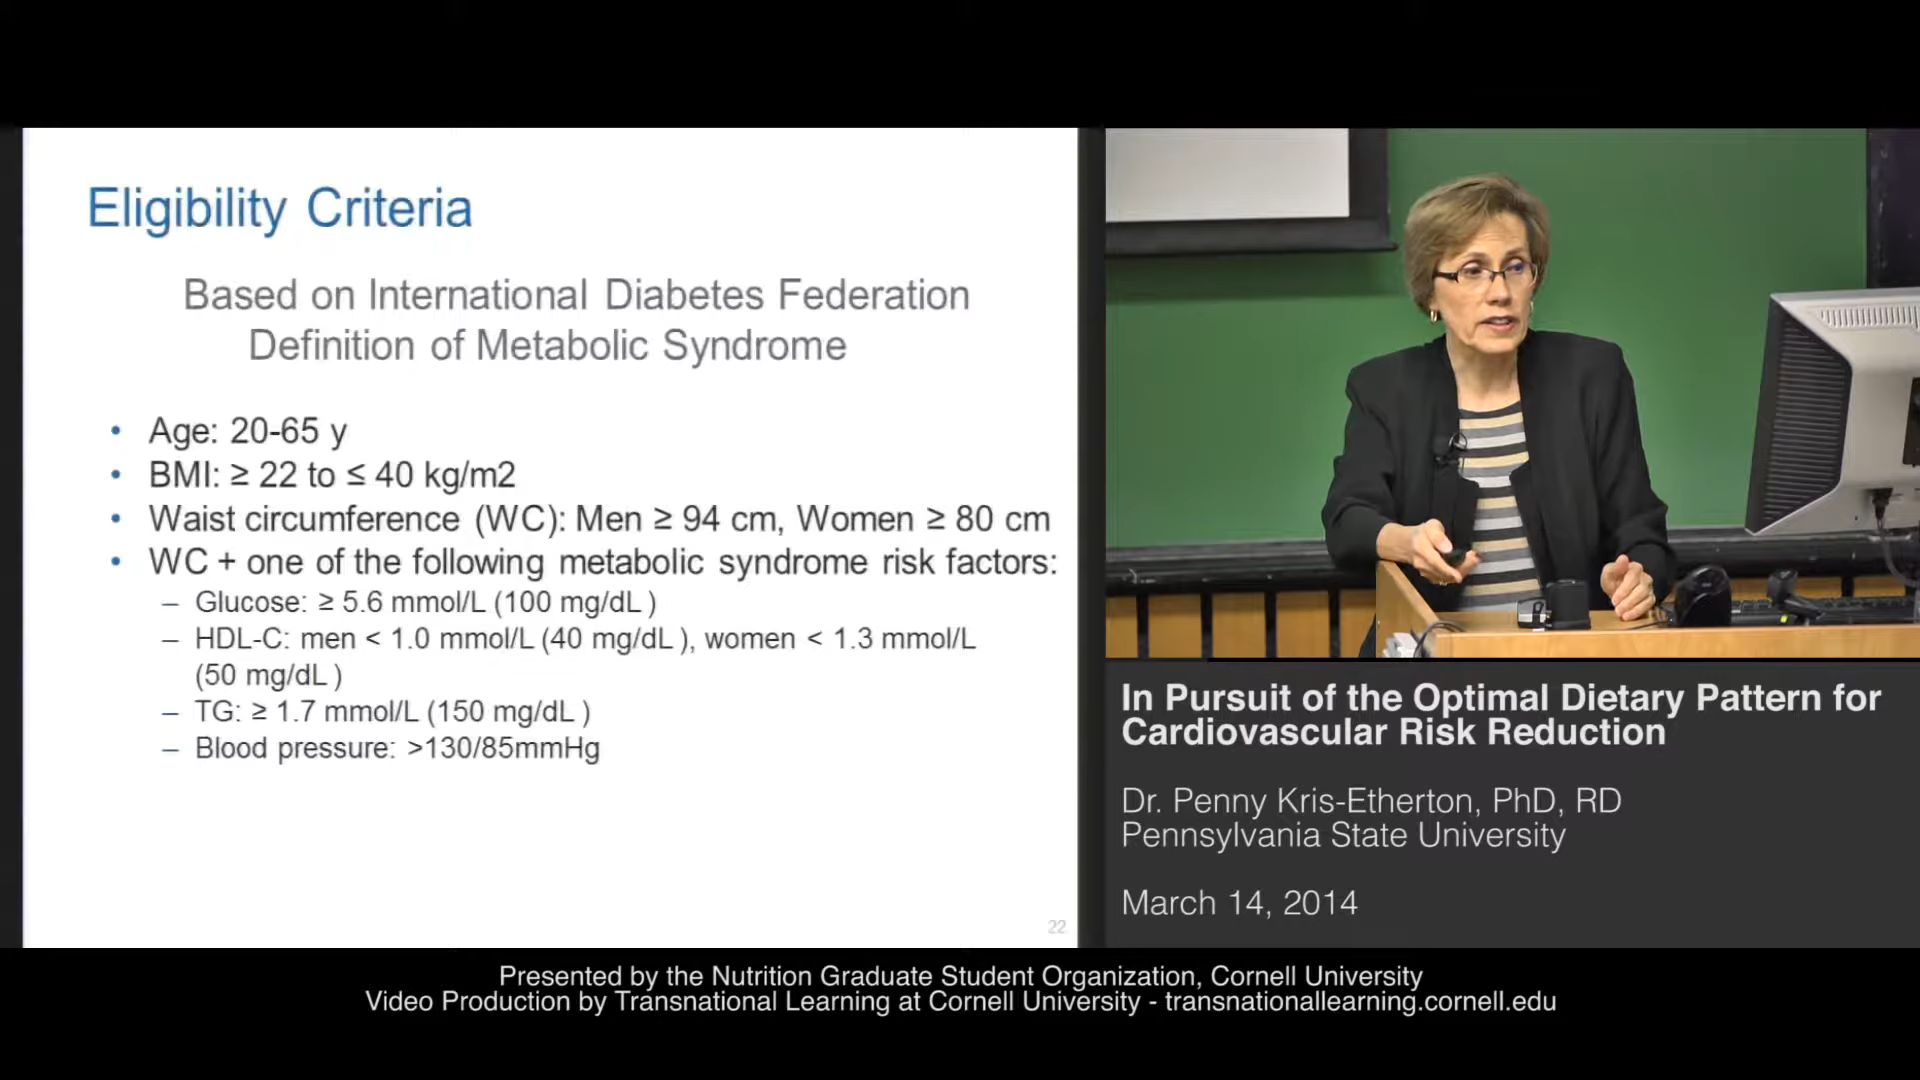 Eligibility Criteria
Based on International Diabetes Federation
Definition of Metabolic Syndrome
• Age: 20-65 y
• BMI: ≥ 22 to ≤ 40 kg/m2
• Waist circumference (WC): Men ≥ 94 cm, Women ≥ 80 cm
• WC + one of the following metabolic syndrome risk factors:
– Glucose: ≥ 5.6 mmol/L (100 mg/dL )
– HDL-C: men < 1.0 mmol/L (40 mg/dL ), women < 1.3 mmol/L
(50 mg/dL )
– TG: ≥ 1.7 mmol/L (150 mg/dL )
– Blood pressure: >130/85mmHg
22
In Pursuit of the Optimal Dietary Pattern for
Cardiovascular Risk Reduction
Dr. Penny Kris-Etherton, PhD, RD
Pennsylvania State University
March 14, 2014
Presented by the Nutrition Graduate Student Organization, Cornell University
Video Production by Transnational Learning at Cornell University - transnationallearning.cornell.edu